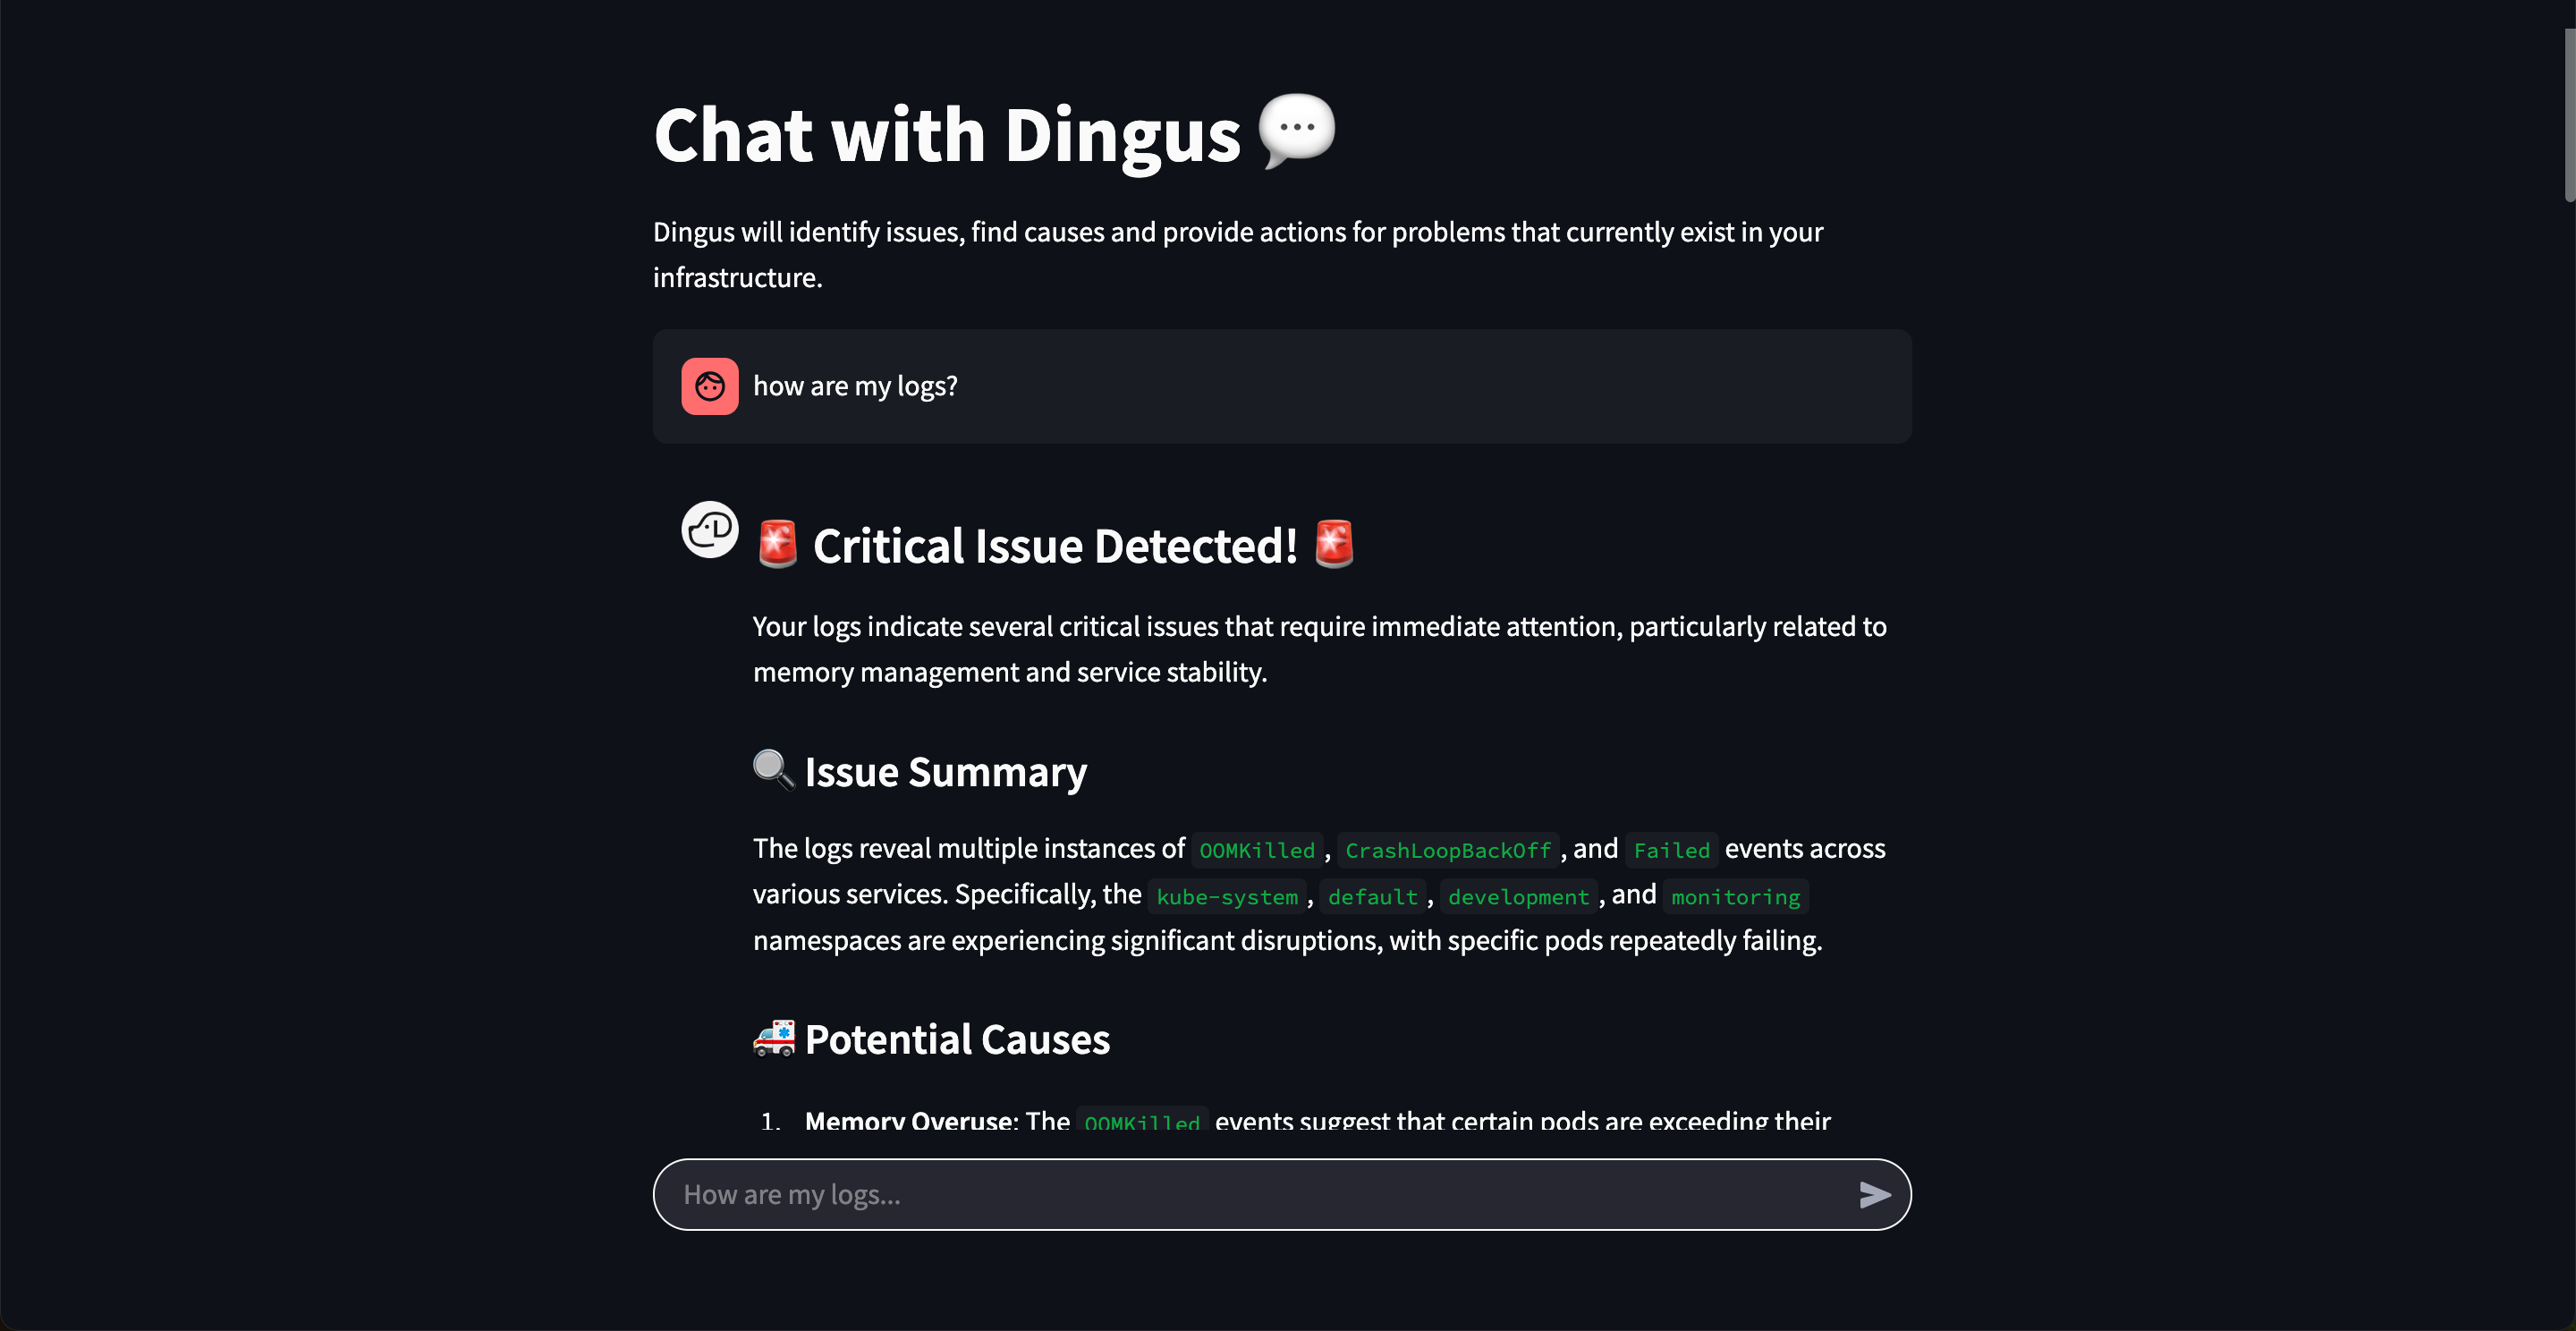 Chat with Dingus 💬
Dingus will identify issues, find causes and provide actions for problems that currently exist in your
infrastructure.
how are my logs?
🚨 Critical Issue Detected! 🚨
Your logs indicate several critical issues that require immediate attention, particularly related to
memory management and service stability.
🔍 Issue Summary
The logs reveal multiple instances of OOMKilled, CrashLoopBackOff, and Failed events across
various services. Specifically, the kube-system, default, development, and monitoring
namespaces are experiencing significant disruptions, with specific pods repeatedly failing.
🚑 Potential Causes
1. Memory Overuse: The OOMKilled events suggest that certain pods are exceeding their
How are my logs...